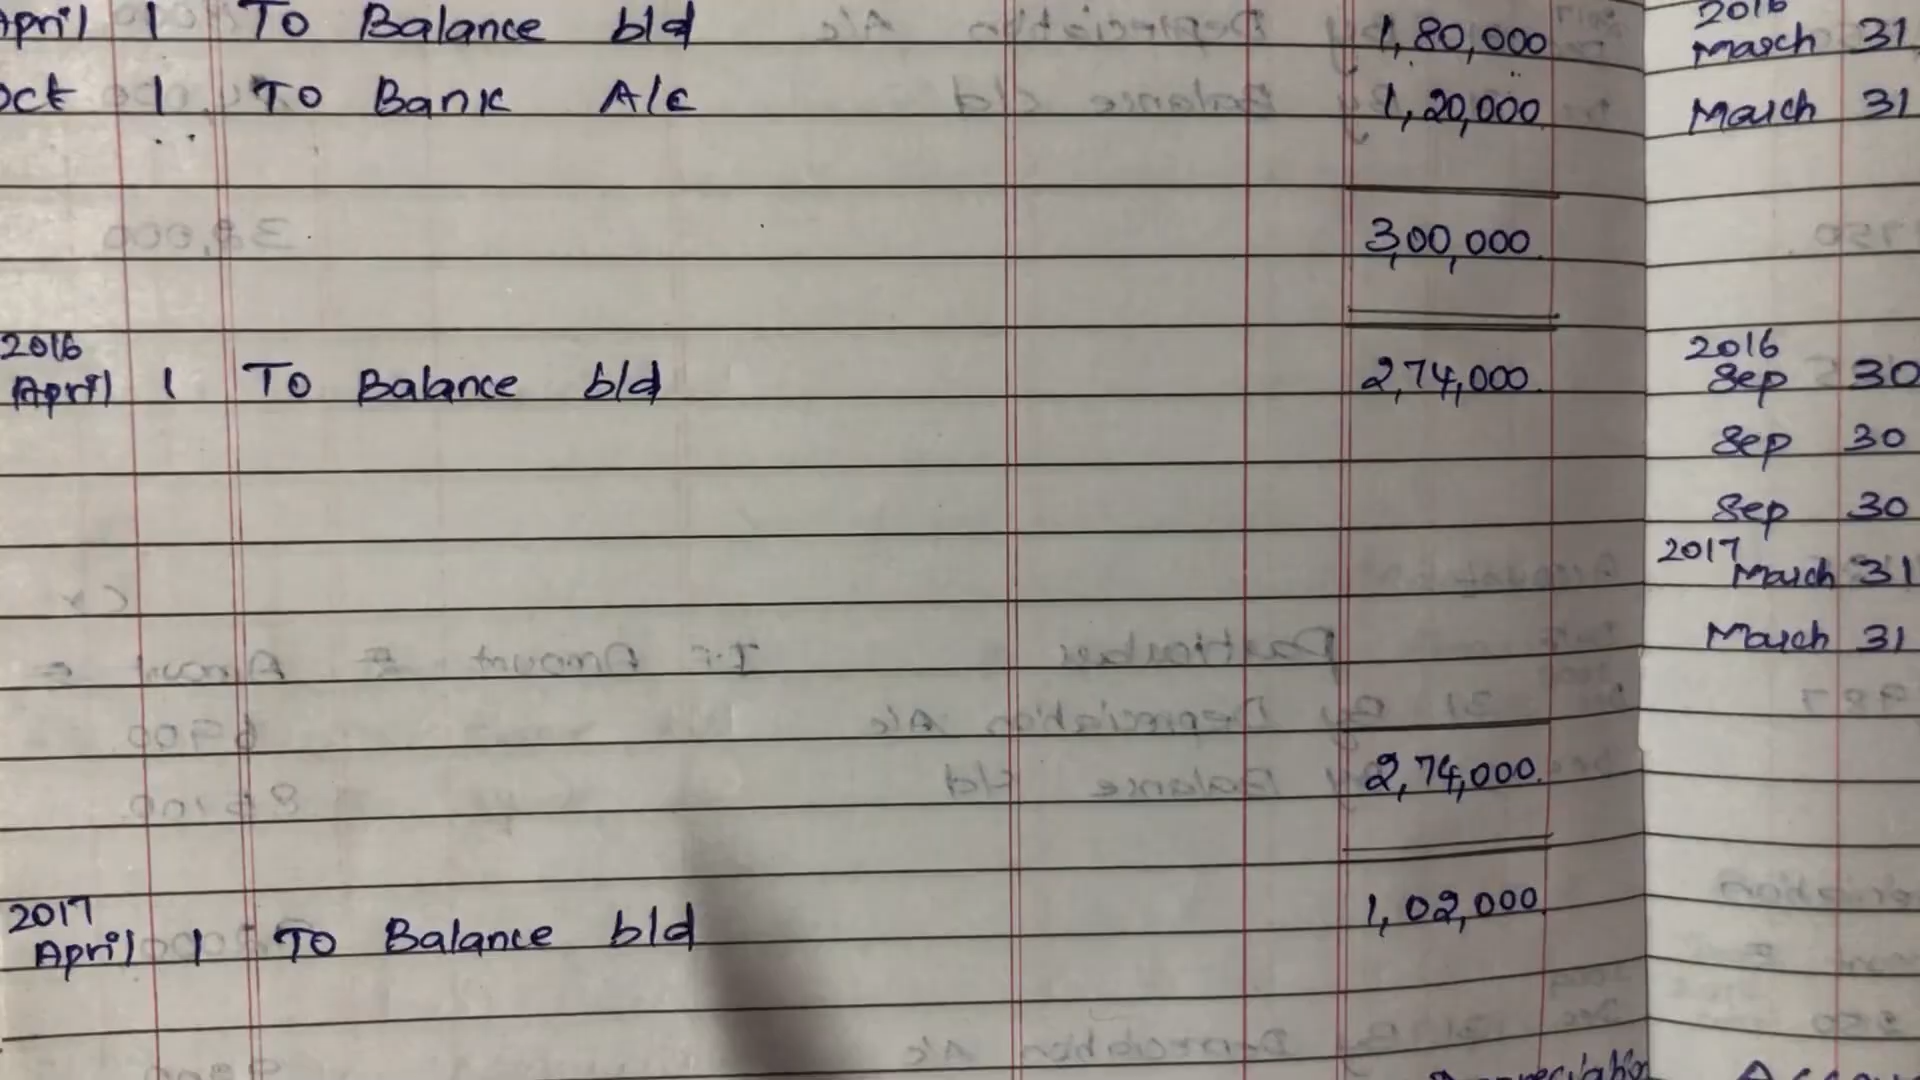 April 1 To Balance b/d 1,80,000 2016 March 31
Oct 1 To Bank A/c 1,20,000 March 31
3,00,000
2016 April 1 To Balance b/d 2,74,000 2016 Sep 30
Sep 30
Sep 30
2017 March 31
March 31
2,74,000
2017 April 1 To Balance b/d 1,02,000